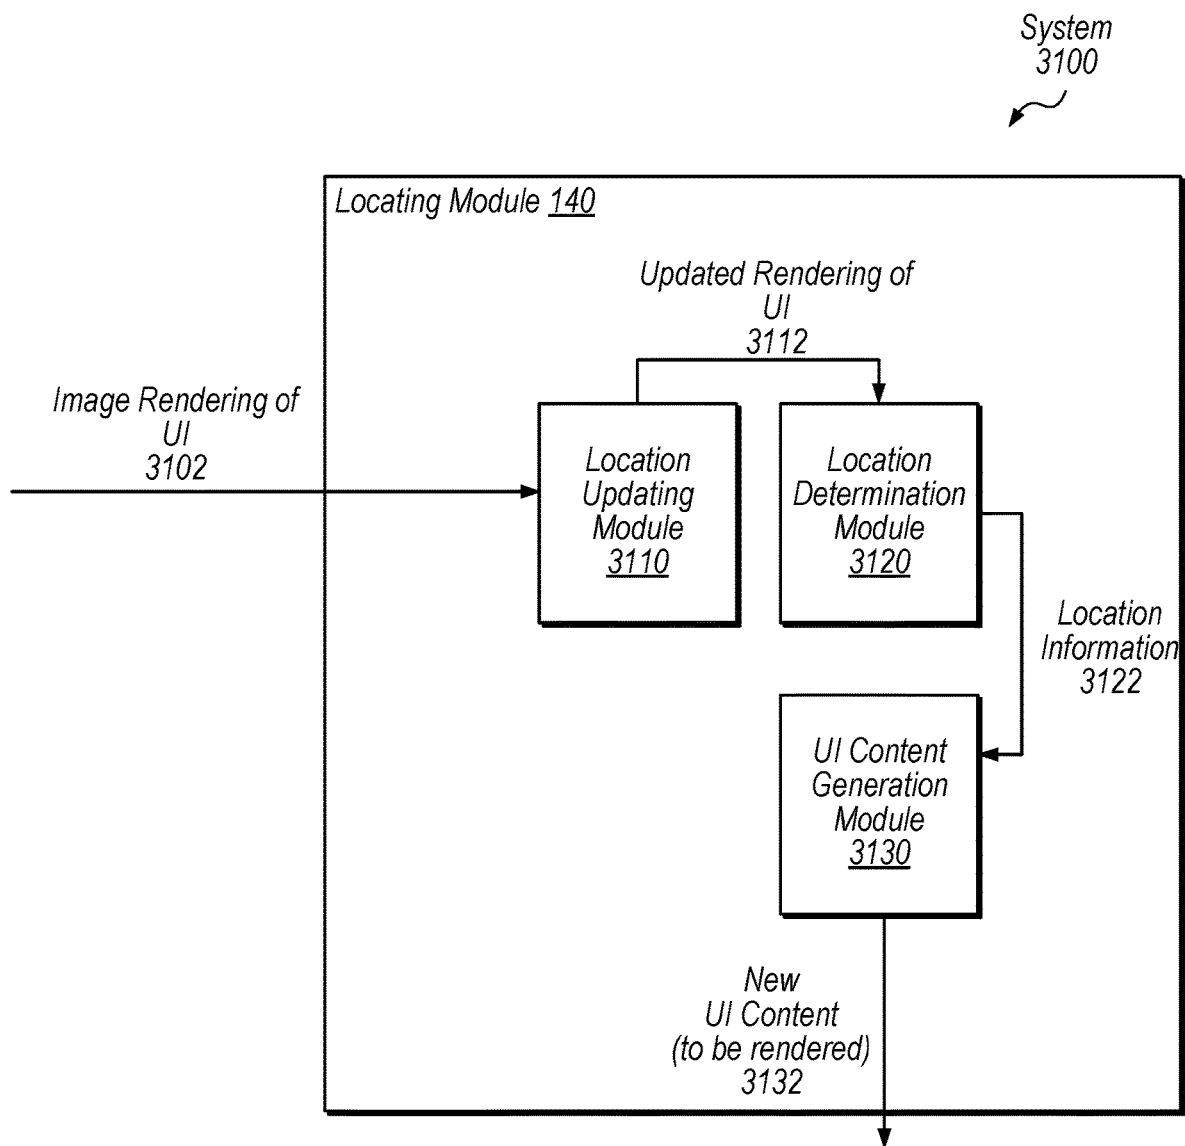 System
3100
Locating Module 140
Updated Rendering of
UI
3112
Image Rendering of
UI
3102
Location
Updating
Module
3110
Location
Determination
Module
3120
Location
Information
3122
UI Content
Generation
Module
3130
New
UI Content
(to be rendered)
3132